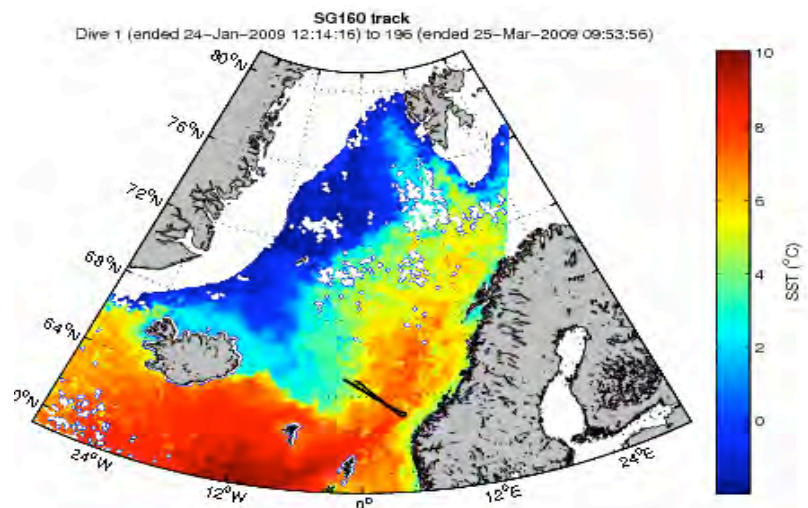 SG160 track
Dive 1 (ended 24-Jan-2009 12:14:16) to 196 (ended 25-Mar-2009 09:53:56)
80°N
76°N
72°N
68°N
64°N
0°N
24°W
12°W
0°
12°E
24°E
10
8
6
4
2
0
SST (°C)